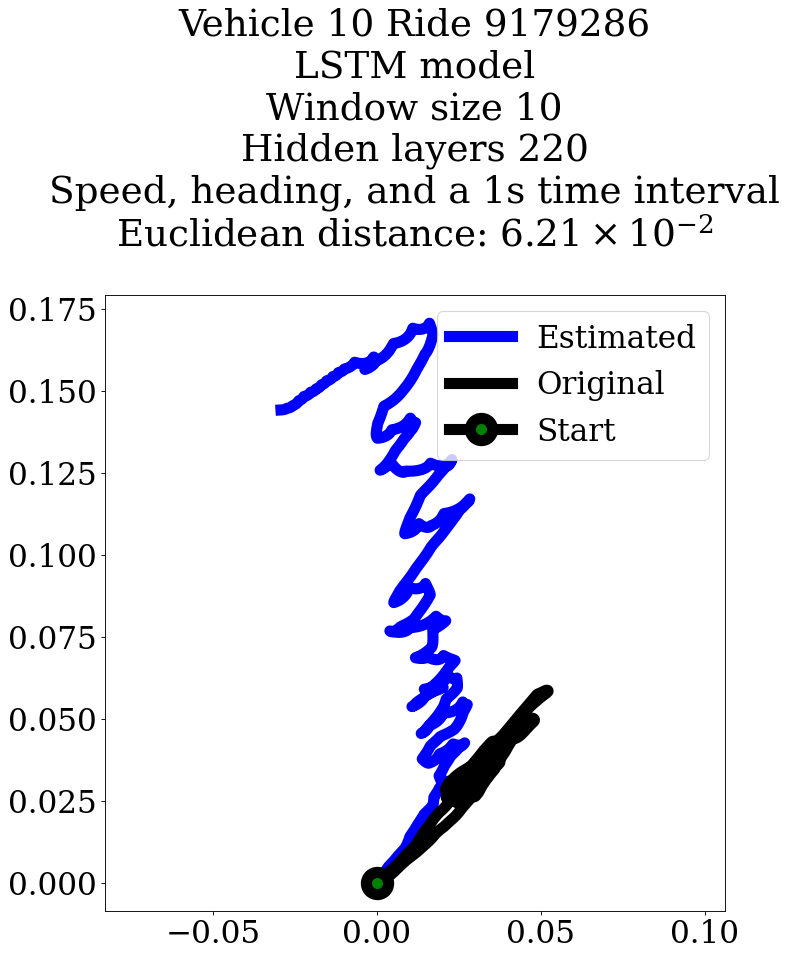 Vehicle 10 Ride 9179286
LSTM model
Window size 10
Hidden layers 220
Speed, heading, and a 1s time interval
Euclidean distance: 6.21 × 10⁻²
0.175
0.150
0.125
0.100
0.075
0.050
0.025
0.000
Estimated
Original
Start
−0.05 0.00 0.05 0.10